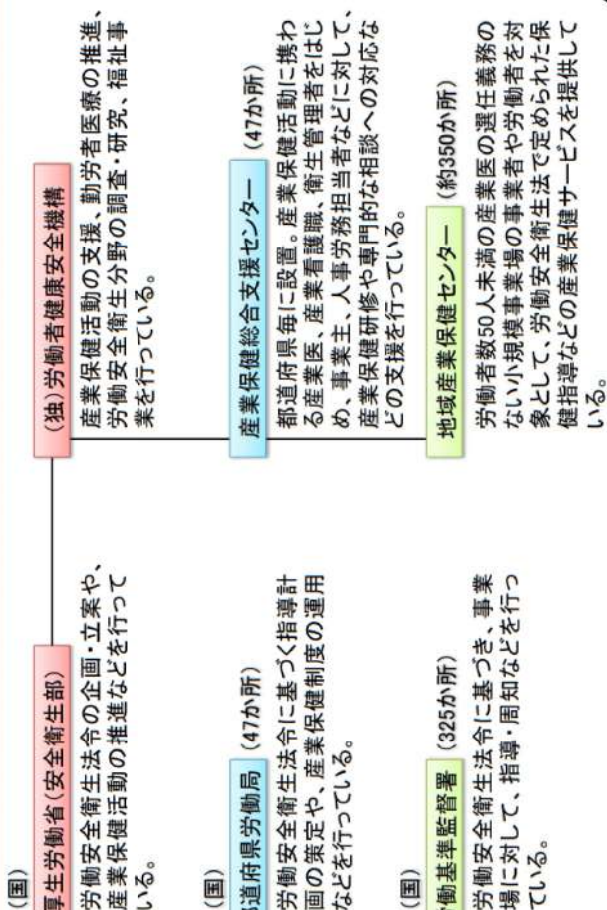 (国)
厚生労働省(安全衛生部)
労働安全衛生法令の企画・立案や、
産業保健活動の推進などを行って
いる。
(国)
道府県労働局 (47か所)
労働安全衛生法令に基づく指導計
画の策定や、産業保健制度の運用
などを行っている。
(国)
働基準監督署 (325か所)
労働安全衛生法令に基づき、事業
場に対して、指導・周知などを行っ
ている。
(独)労働者健康安全機構
産業保健活動の支援、勤労者医療の推進、
労働安全衛生分野の調査・研究、福祉事
業を行っている。
産業保健総合支援センター (47か所)
都道府県毎に設置。産業保健活動に携わ
る産業医、産業看護職、衛生管理者をはじ
め、事業主、人事労務担当者などに対して、
産業保健研修や専門的な相談への対応な
どの支援を行っている。
地域産業保健センター (約350か所)
労働者数50人未満の産業医の選任義務の
ない小規模事業場の事業者や労働者を対
象として、労働安全衛生法で定められた保
健指導などの産業保健サービスを提供して
いる。